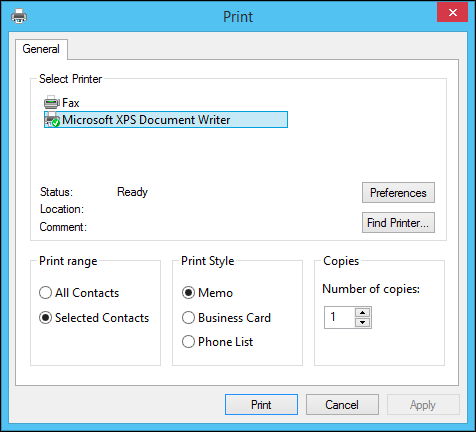 Print
General
Select Printer
Fax
Microsoft XPS Document Writer
Status: Ready
Preferences
Location:
Find Printer...
Comment:
Print range
All Contacts
Selected Contacts
Print Style
Memo
Business Card
Phone List
Copies
Number of copies:
1
Print Cancel Apply